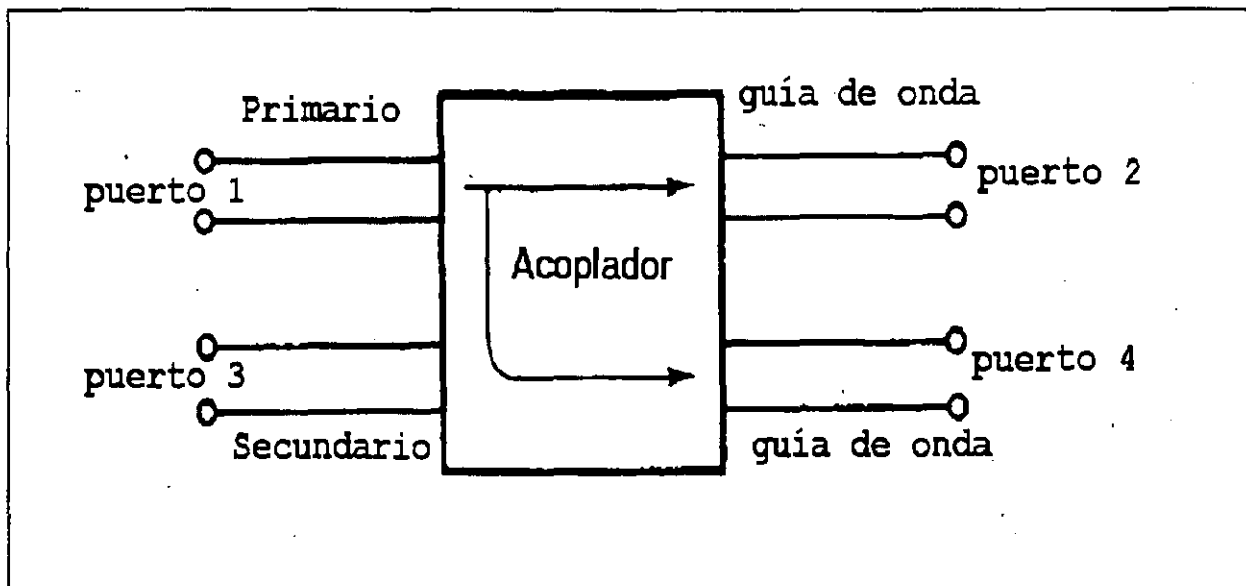 Primario
guía de onda
puerto 1
puerto 2
Acoplador
puerto 3
puerto 4
Secundario
guía de onda